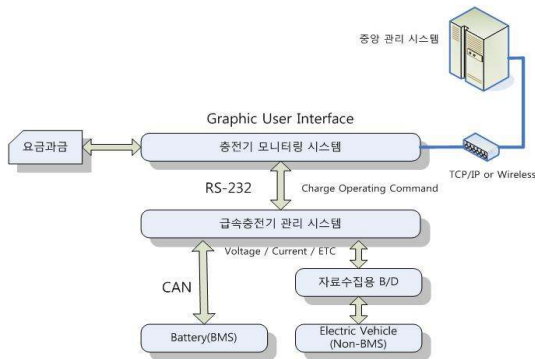 중앙 관리 시스템
Graphic User Interface
요금과금
충전기 모니터링 시스템
TCP/IP or Wireless
RS-232
Charge Operating Command
급속충전기 관리 시스템
Voltage / Current / ETC
CAN
자료수집용 B/D
Battery(BMS)
Electric Vehicle
(Non-BMS)